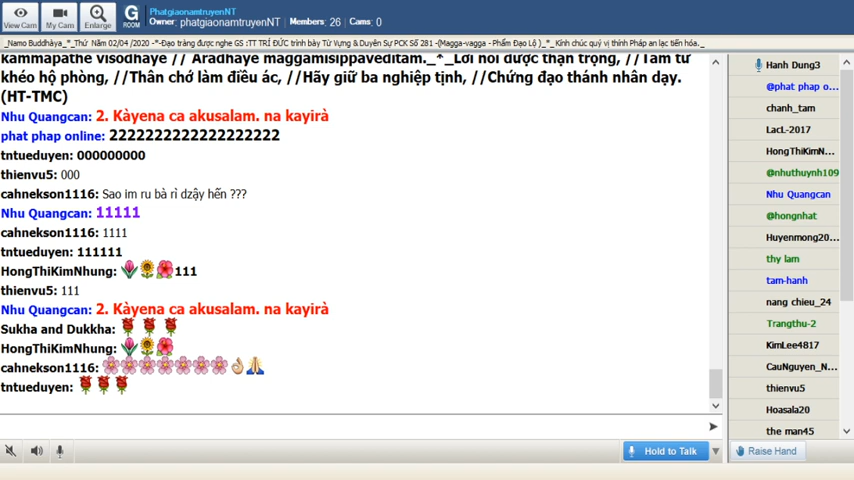 View Cam
My Cam
Enlarge
G
ROOM
PhatgiaonamtruyenNT
Owner: phatgiaonamtruyenNT | Members: 26 | Cams: 0
_Namo Buddhàya_*_Thứ Năm 02/04 /2020 -*-Đạo tràng được nghe GS :TT TRÍ ĐỨC trình bày Từ Vựng & Duyên Sự PCK Số 281 -(Magga-vagga - Phẩm Đạo Lộ )_*_Kính chúc quý vị thính Pháp an lạc tiến hóa._
kammapathe visodhaye // Aràdhaye maggamisippaveditam._*_Lời nói được thận trọng, //Tâm tư
khéo hộ phòng, //Thân chớ làm điều ác, //Hãy giữ ba nghiệp tịnh, //Chứng đạo thánh nhân dạy.
(HT-TMC)
Nhu Quangcan: 2. Kàyena ca akusalam. na kayirà
phat phap online: 22222222222222222222
tntueduyen: 000000000
thienvu5: 000
cahnekson1116: Sao im ru bà rì dzậy hến ???
Nhu Quangcan: 11111
cahnekson1116: 1111
tntueduyen: 111111
HongThiKimNhung: 111
thienvu5: 111
Nhu Quangcan: 2. Kàyena ca akusalam. na kayirà
Sukha and Dukkha:
HongThiKimNhung:
cahnekson1116:
tntueduyen:
Hold to Talk
Hanh Dung3
@phat phap o...
chanh_tam
LacL-2017
HongThiKimN...
@nhuthuynh109
Nhu Quangcan
@hongnhat
Huyenmong20...
thy lam
tam-hanh
nang chieu_24
Trangthu-2
KimLee4817
CauNguyen_N...
thienvu5
Hoasala20
the man45
Raise Hand